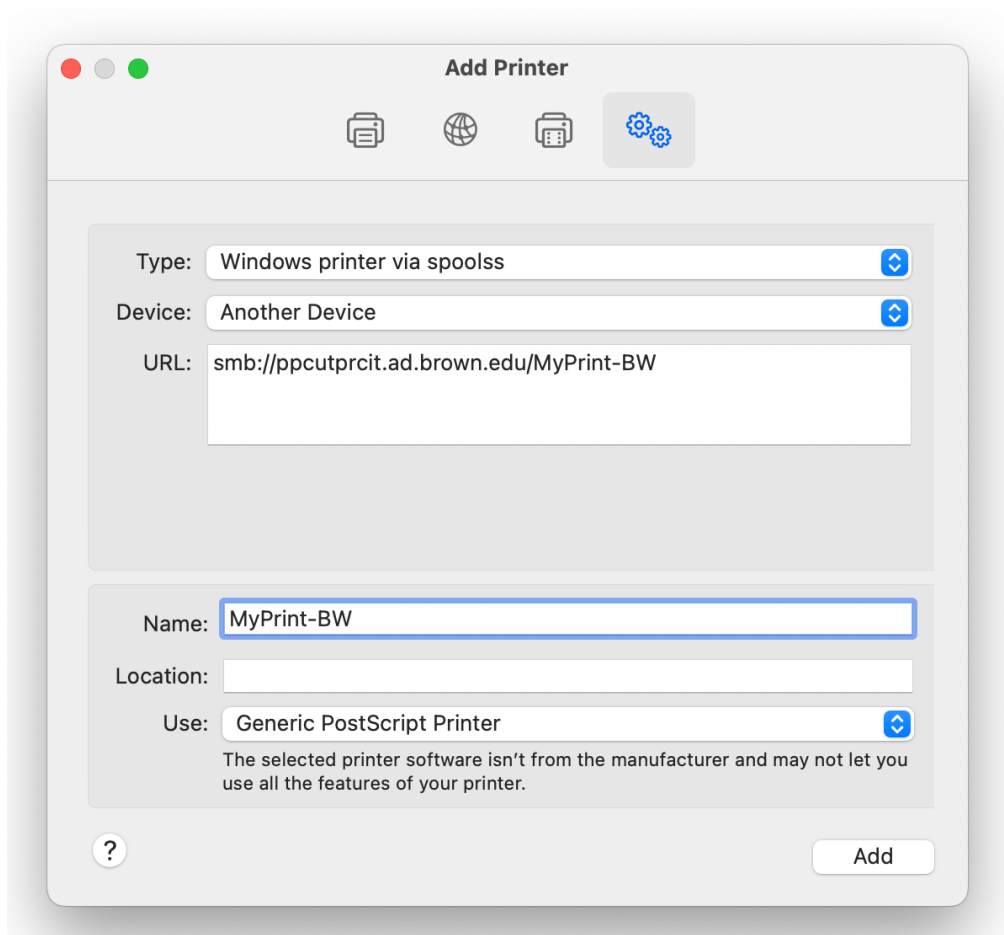 Add Printer
Type: Windows printer via spoolss
Device: Another Device
URL: smb://ppcutprcit.ad.brown.edu/MyPrint-BW
Name: MyPrint-BW
Location:
Use: Generic PostScript Printer
The selected printer software isn’t from the manufacturer and may not let you
use all the features of your printer.
?
Add